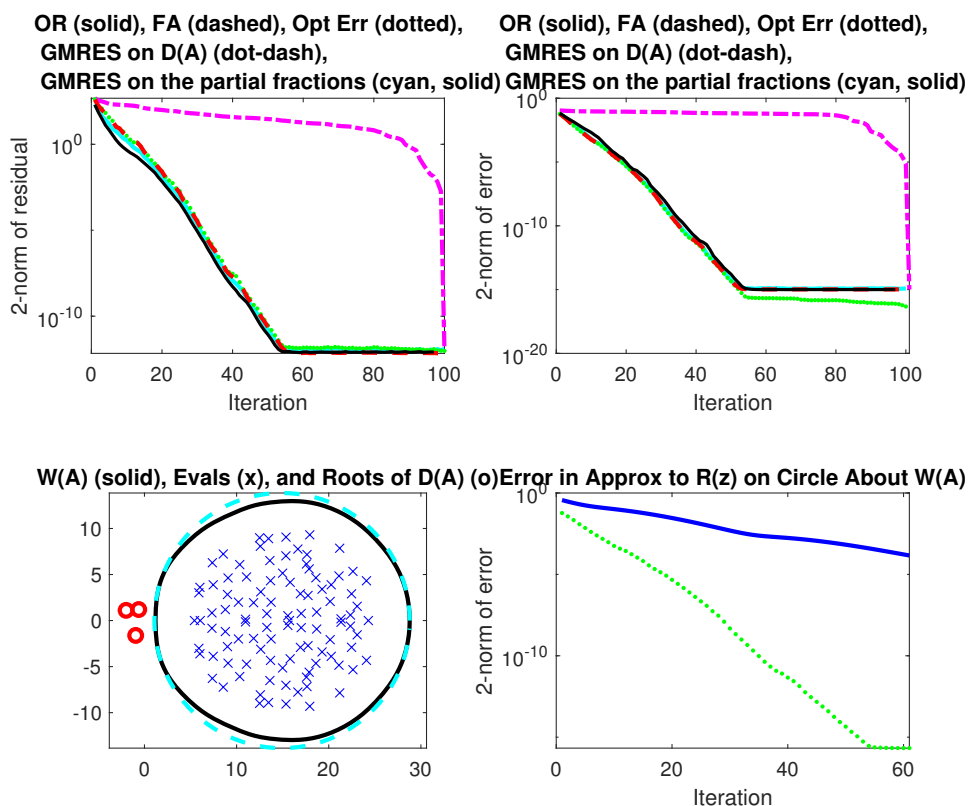 OR (solid), FA (dashed), Opt Err (dotted),
GMRES on D(A) (dot-dash),
GMRES on the partial fractions (cyan, solid)
2-norm of residual
10^0
10^-10
0 20 40 60 80 100
Iteration
OR (solid), FA (dashed), Opt Err (dotted),
GMRES on D(A) (dot-dash),
GMRES on the partial fractions (cyan, solid)
2-norm of error
10^0
10^-10
10^-20
0 20 40 60 80 100
Iteration
W(A) (solid), Evals (x), and Roots of D(A) (o)
10
5
0
-5
-10
0 10 20 30
Error in Approx to R(z) on Circle About W(A)
2-norm of error
10^0
10^-10
0 20 40 60
Iteration